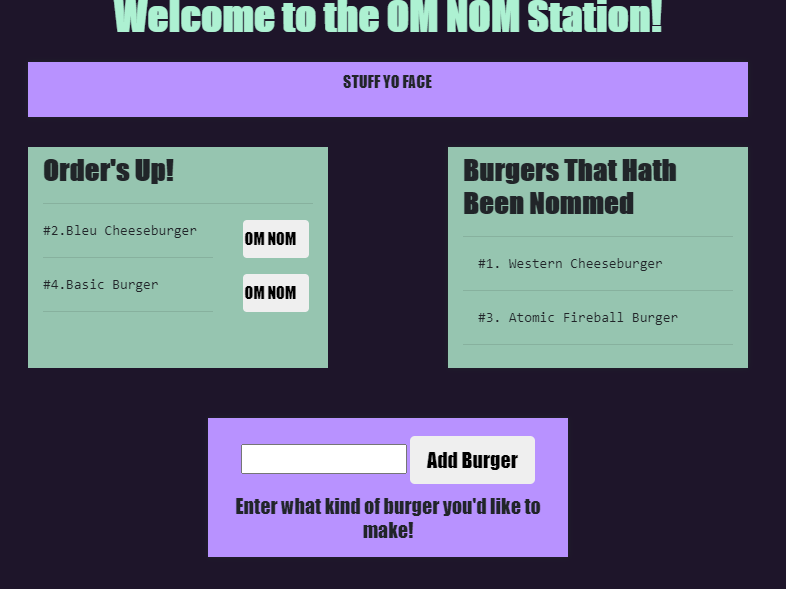 Welcome to the OM NOM Station!
STUFF YO FACE
Order's Up!
#2.Bleu Cheeseburger
OM NOM
#4.Basic Burger
OM NOM
Burgers That Hath
Been Nommed
#1. Western Cheeseburger
#3. Atomic Fireball Burger
Add Burger
Enter what kind of burger you'd like to
make!